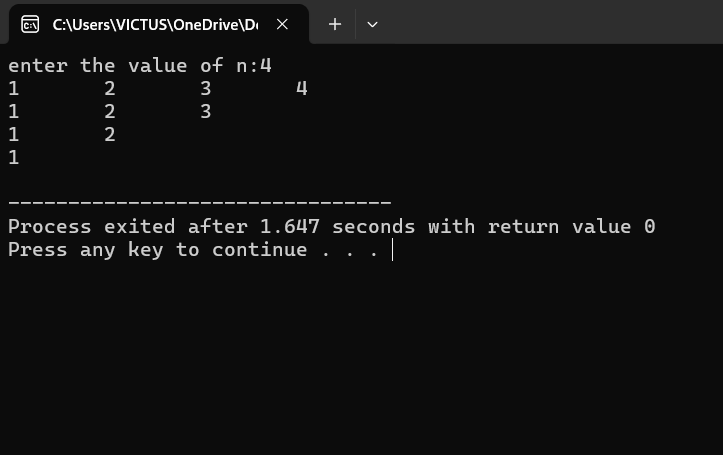 C:\Users\VICTUS\OneDrive\De
enter the value of n:4
1 2 3 4
1 2 3
1 2
1
--------------------------------
Process exited after 1.647 seconds with return value 0
Press any key to continue . . .